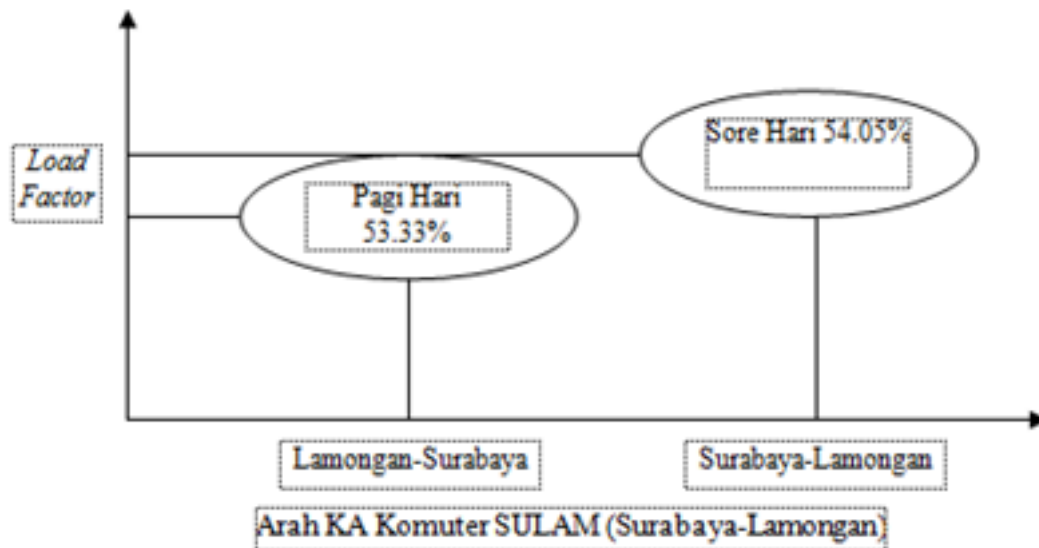 Load
Factor
Sore Hari 54.05%
Pagi Hari
53.33%
Lamongan-Surabaya
Surabaya-Lamongan
Arah KA Komuter SULAM (Surabaya-Lamongan)